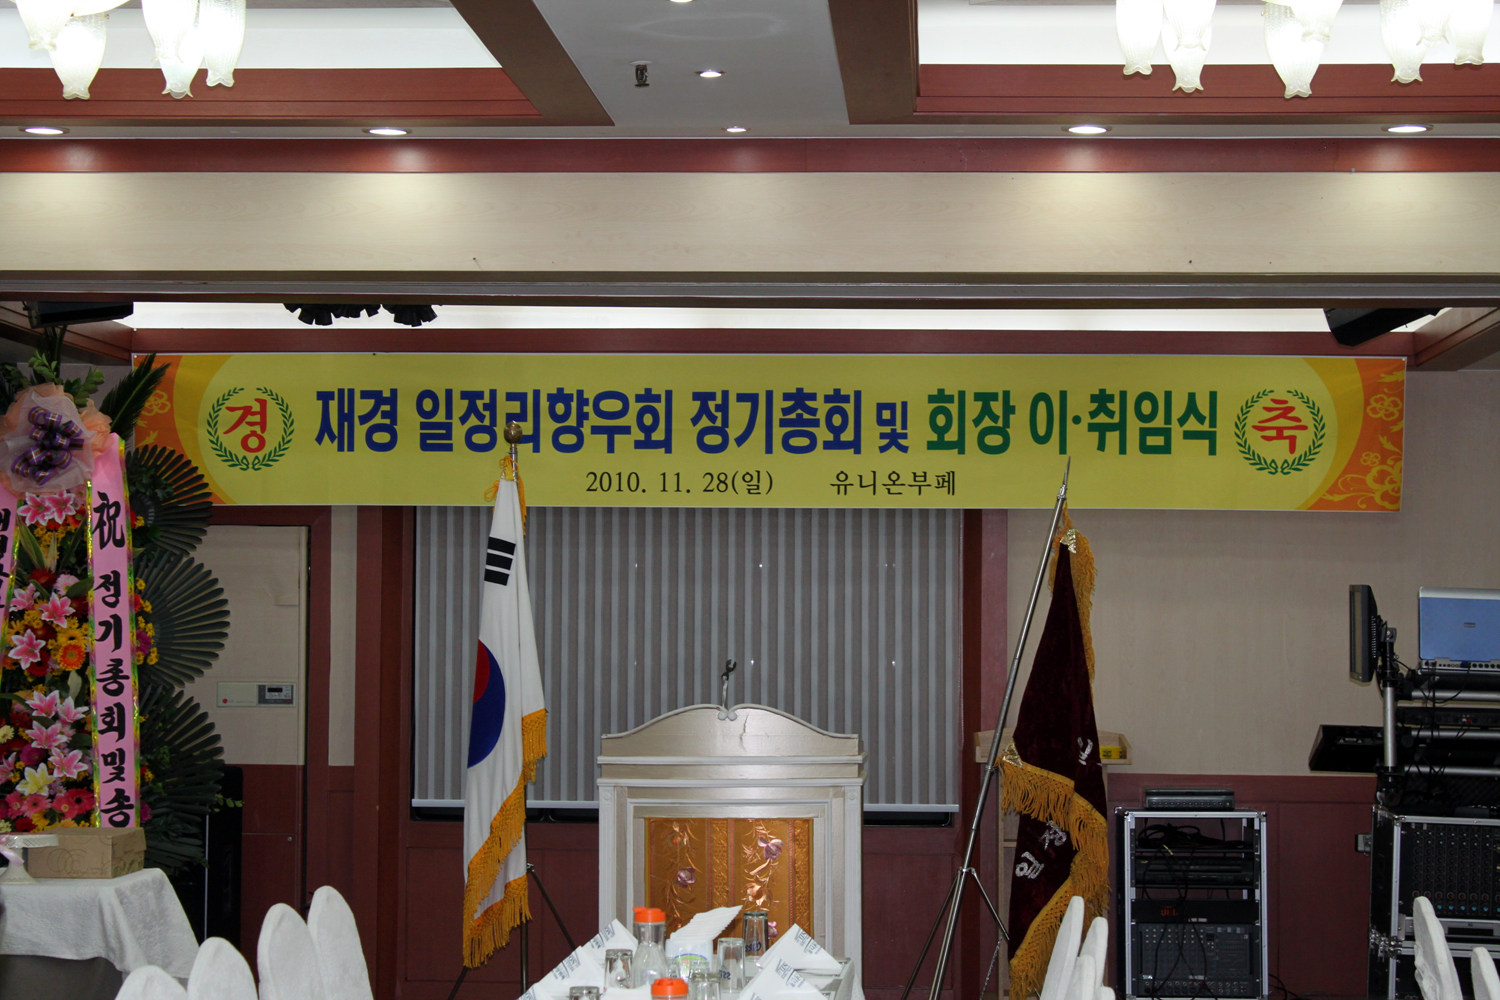 경 재경 일정리향우회 정기총회 및 회장 이·취임식 축
2010. 11. 28(일) 유니온부페
祝 정기총회 및 송